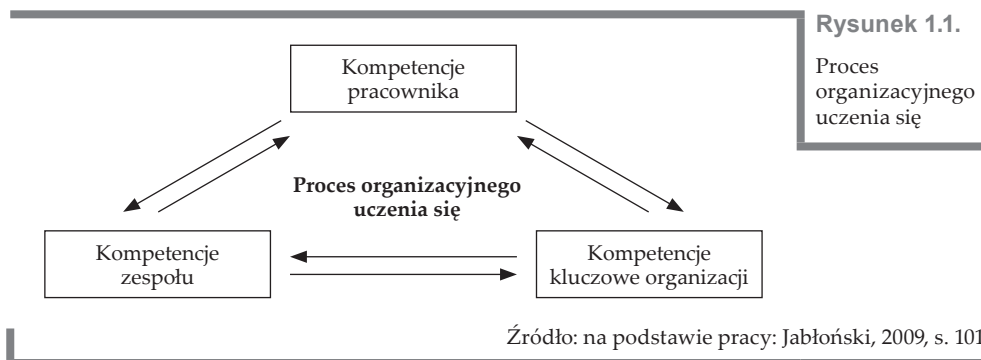 Rysunek 1.1.
Proces
organizacyjnego
uczenia się
Kompetencje
pracownika
Proces organizacyjnego
uczenia się
Kompetencje
zespołu
Kompetencje
kluczowe organizacji
Źródło: na podstawie pracy: Jabłoński, 2009, s. 101